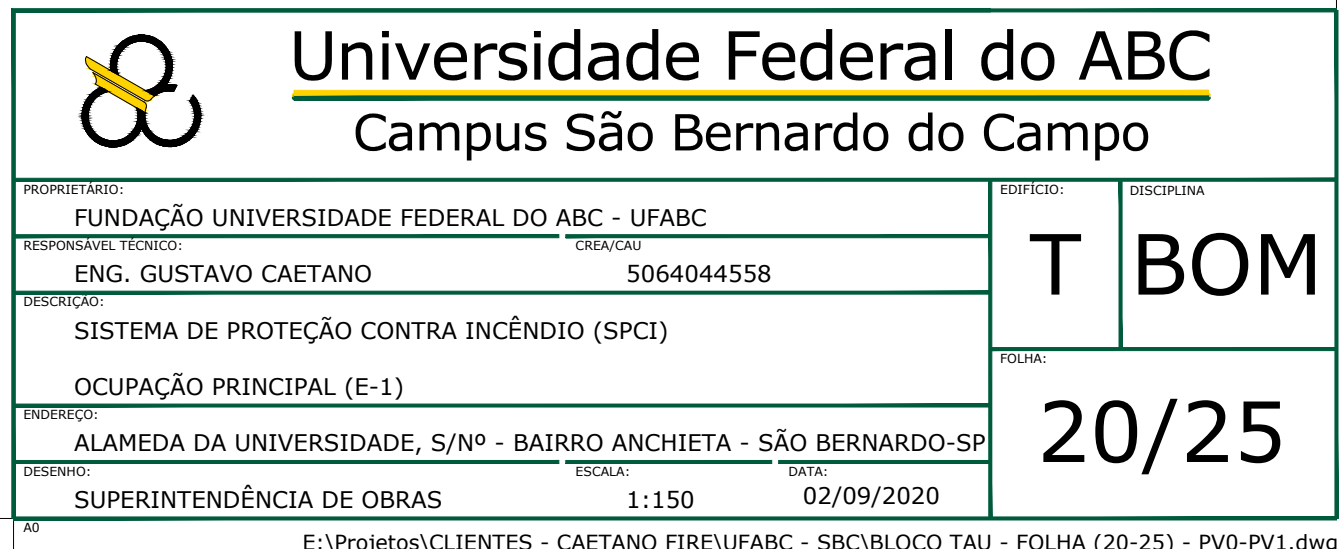 Universidade Federal do ABC
Campus São Bernardo do Campo
PROPRIETÁRIO:
FUNDAÇÃO UNIVERSIDADE FEDERAL DO ABC - UFABC
RESPONSÁVEL TÉCNICO:
CREA/CAU
ENG. GUSTAVO CAETANO
5064044558
DESCRIÇÃO:
SISTEMA DE PROTEÇÃO CONTRA INCÊNDIO (SPCI)
OCUPAÇÃO PRINCIPAL (E-1)
ENDEREÇO:
ALAMEDA DA UNIVERSIDADE, S/Nº - BAIRRO ANCHIETA - SÃO BERNARDO-SP
DESENHO:
SUPERINTENDÊNCIA DE OBRAS
ESCALA:
1:150
DATA:
02/09/2020
EDIFÍCIO:
T
DISCIPLINA
BOM
FOLHA:
20/25
A0
E:\Projetos\CLIENTES - CAETANO FIRE\UFABC - SBC\BLOCO TAU - FOLHA (20-25) - PV0-PV1.dwg